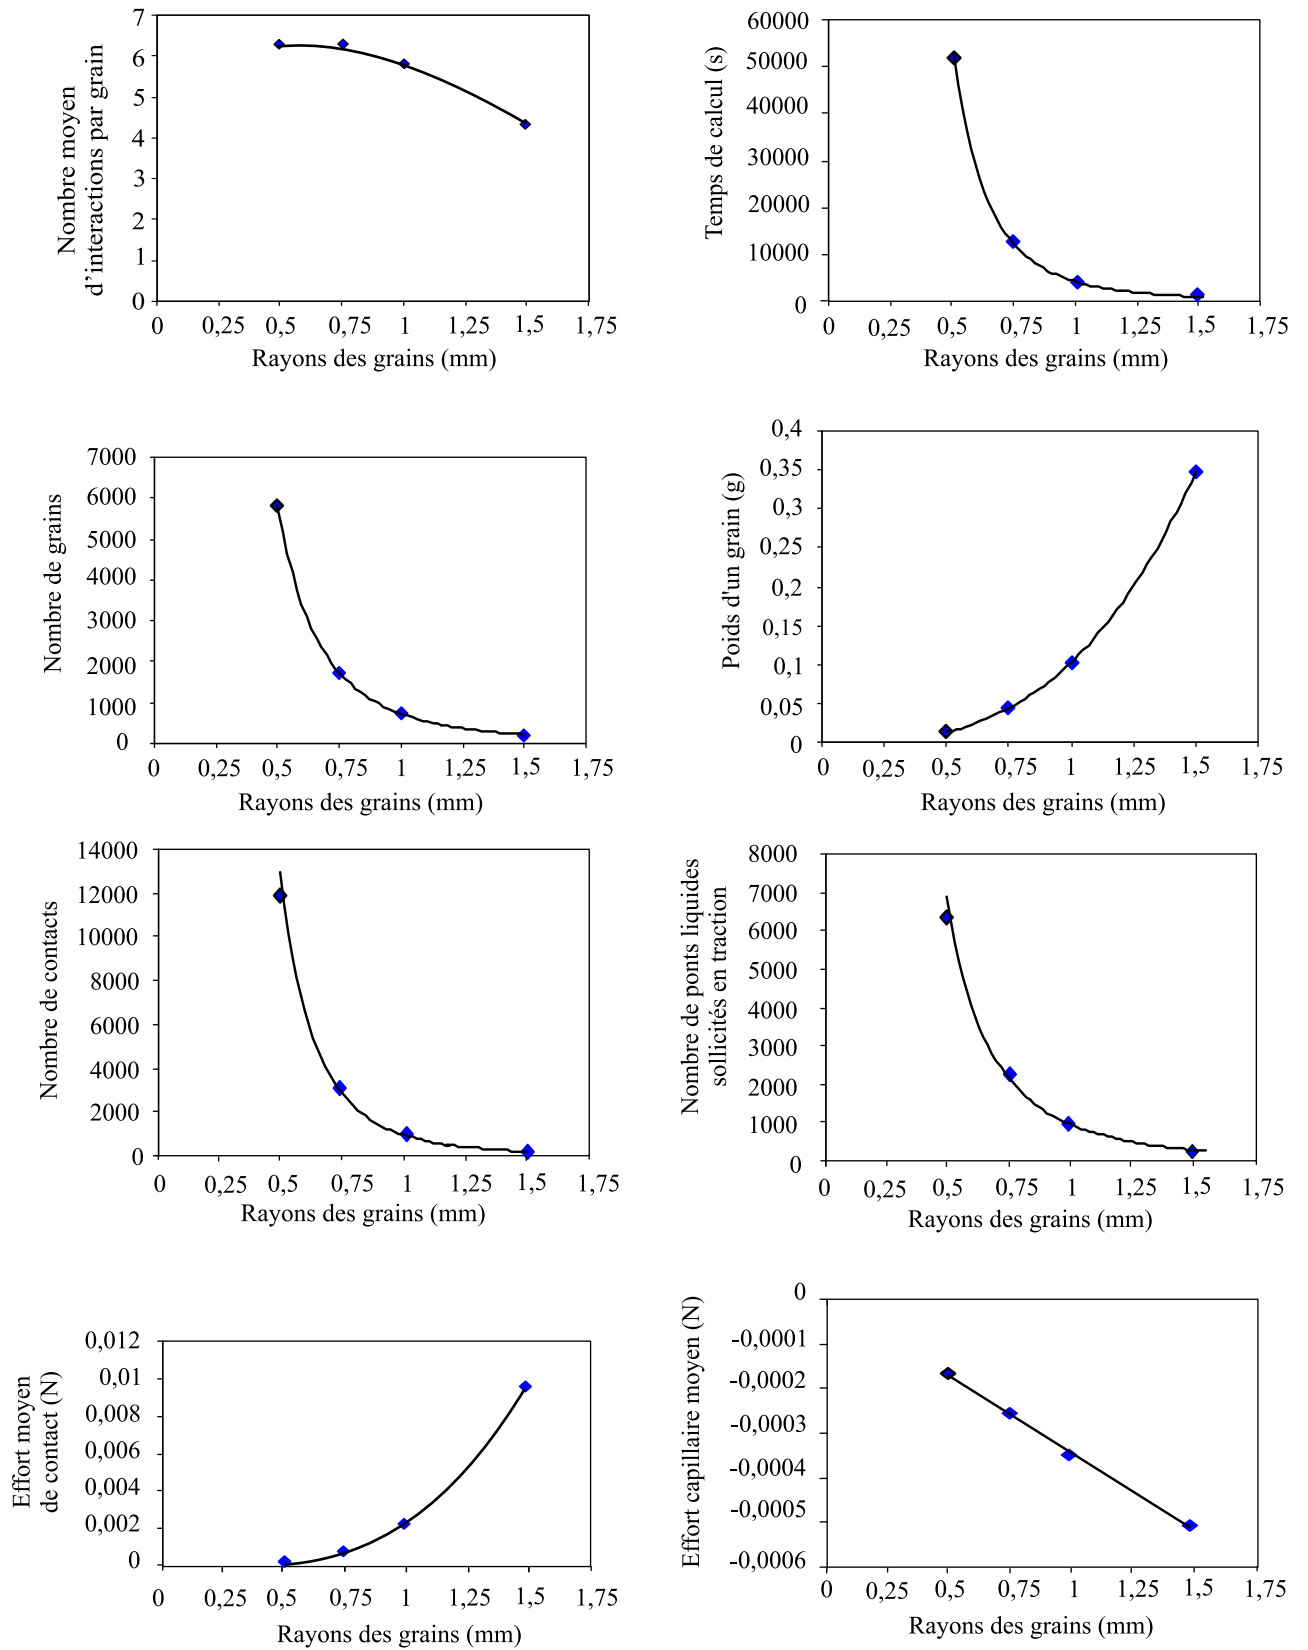 7
6
5
4
3
2
1
0
Nombre moyen
d'interactions par grain
0 0,25 0,5 0,75 1 1,25 1,5 1,75
Rayons des grains (mm)
60000
50000
40000
30000
20000
10000
0
Temps de calcul (s)
0 0,25 0,5 0,75 1 1,25 1,5 1,75
Rayons des grains (mm)
7000
6000
5000
4000
3000
2000
1000
0
Nombre de grains
0 0,25 0,5 0,75 1 1,25 1,5 1,75
Rayons des grains (mm)
0,4
0,35
0,3
0,25
0,2
0,15
0,1
0,05
0
Poids d'un grain (g)
0 0,25 0,5 0,75 1 1,25 1,5 1,75
Rayons des grains (mm)
14000
12000
10000
8000
6000
4000
2000
0
Nombre de contacts
0 0,25 0,5 0,75 1 1,25 1,5 1,75
Rayons des grains (mm)
8000
7000
6000
5000
4000
3000
2000
1000
0
Nombre de ponts liquides
sollicités en traction
0 0,25 0,5 0,75 1 1,25 1,5 1,75
Rayons des grains (mm)
0,012
0,01
0,008
0,006
0,004
0,002
0
Effort moyen
de contact (N)
0 0,25 0,5 0,75 1 1,25 1,5 1,75
Rayons des grains (mm)
0
-0,0001
-0,0002
-0,0003
-0,0004
-0,0005
-0,0006
Effort capillaire moyen (N)
0 0,25 0,5 0,75 1 1,5 1,75
Rayons des grains (mm)